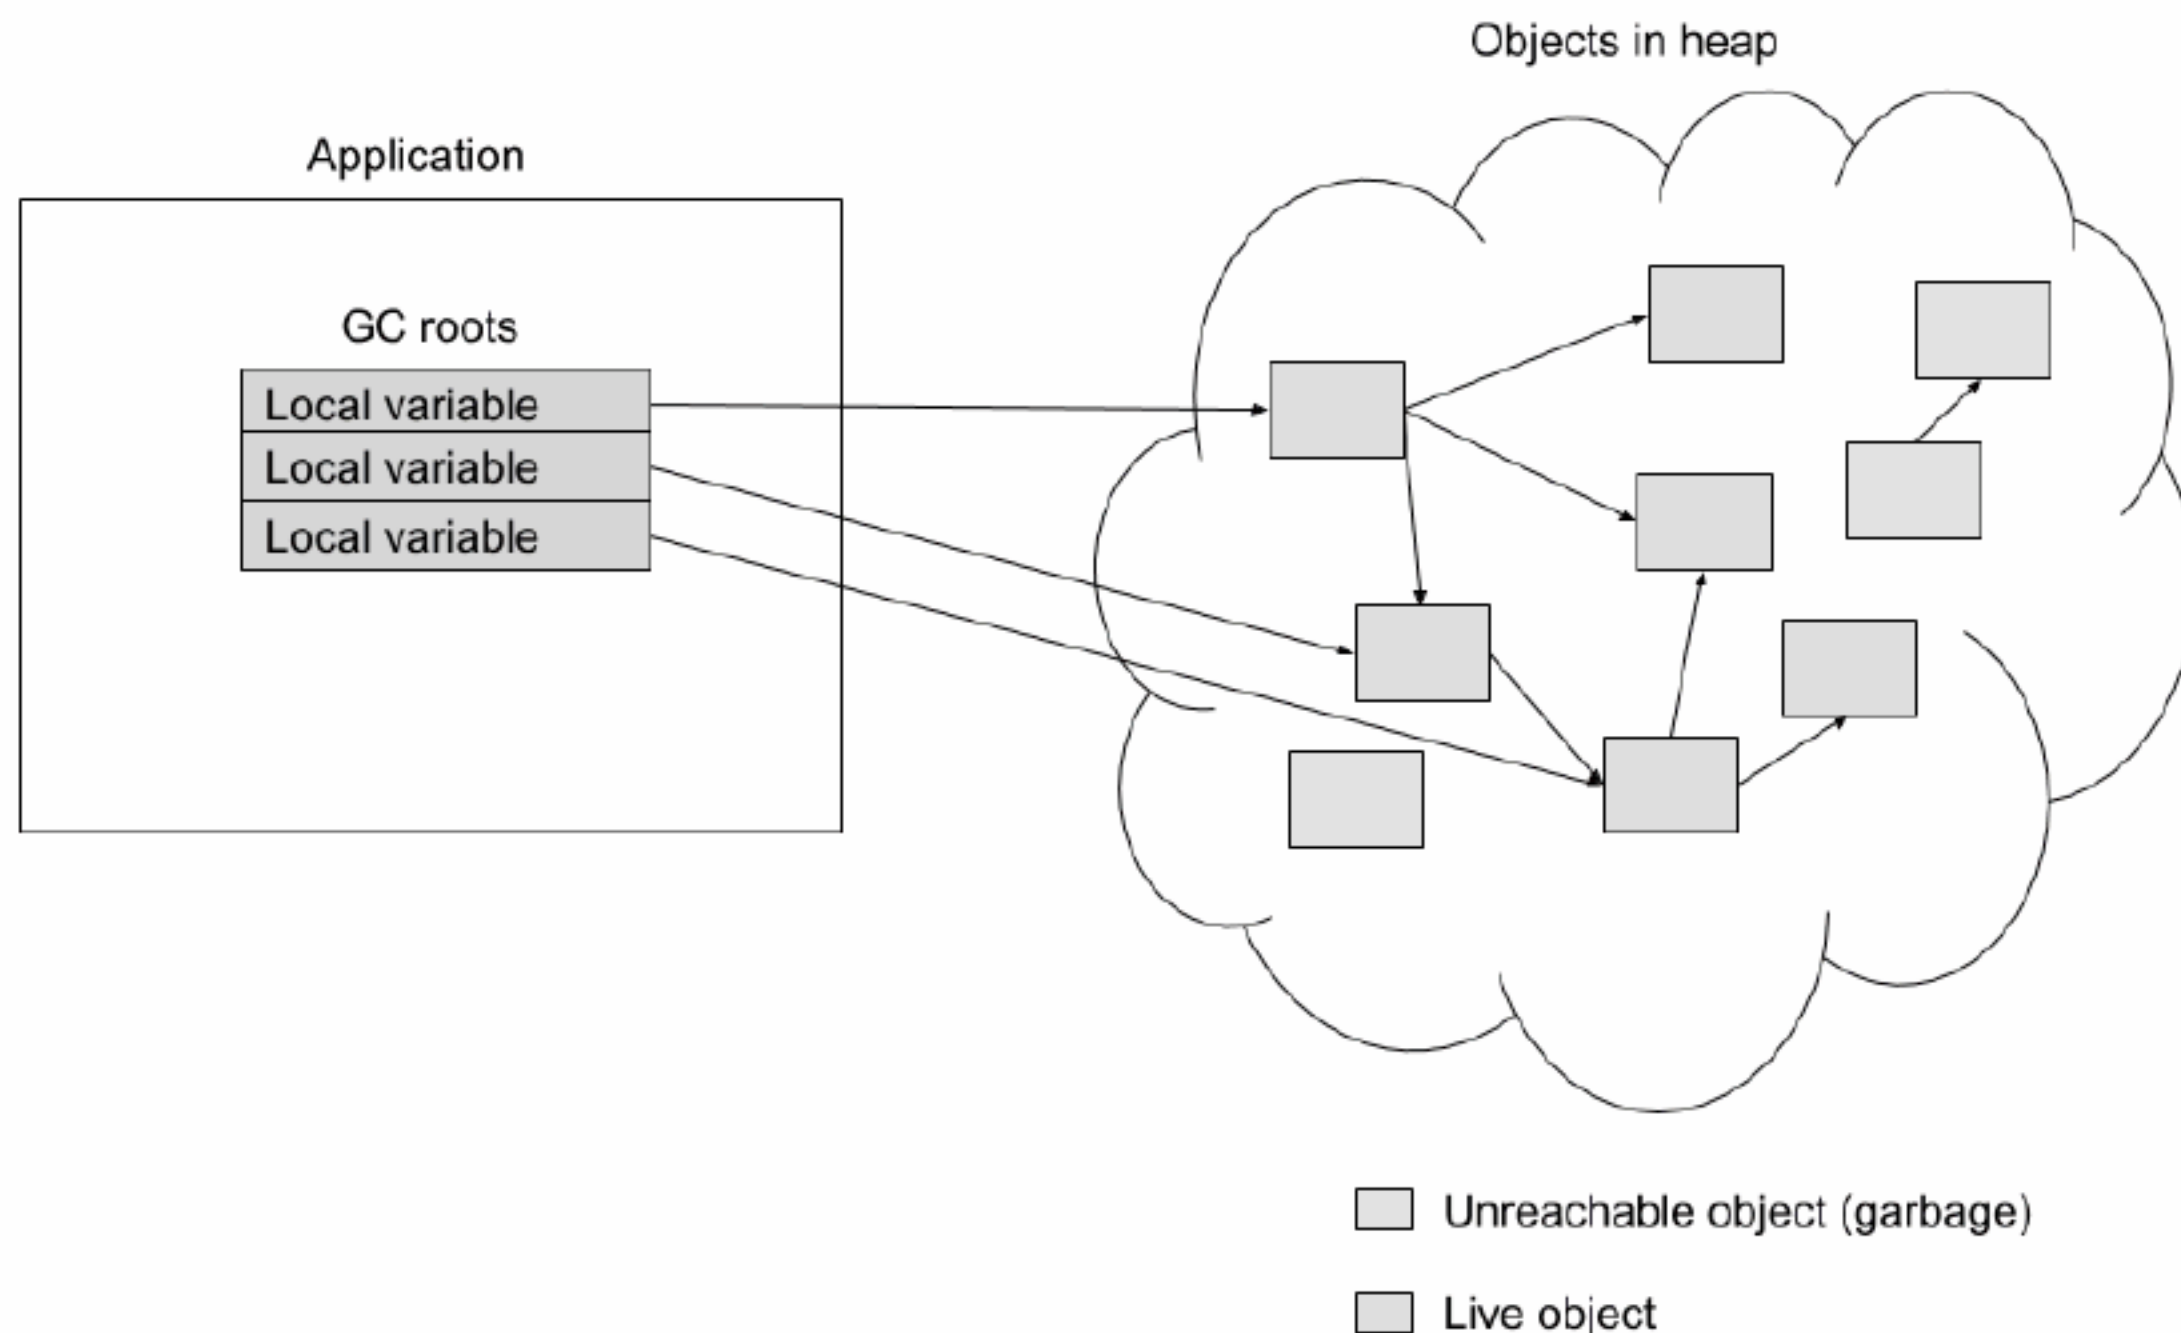 Objects in heap
Application
GC roots
Local variable
Local variable
Local variable
Unreachable object (garbage)
Live object